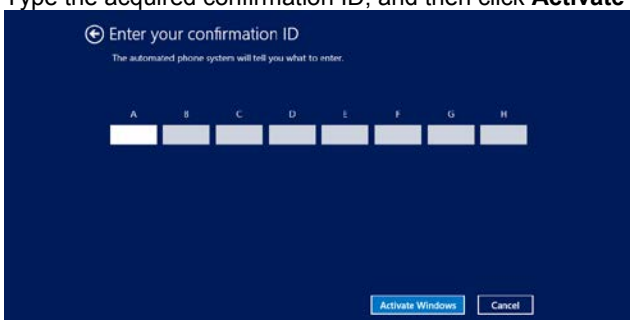 Type the acquired confirmation ID, and then click Activate
Enter your confirmation ID
The automated phone system will tell you what to enter.
A B C D E F G H
Activate Windows Cancel